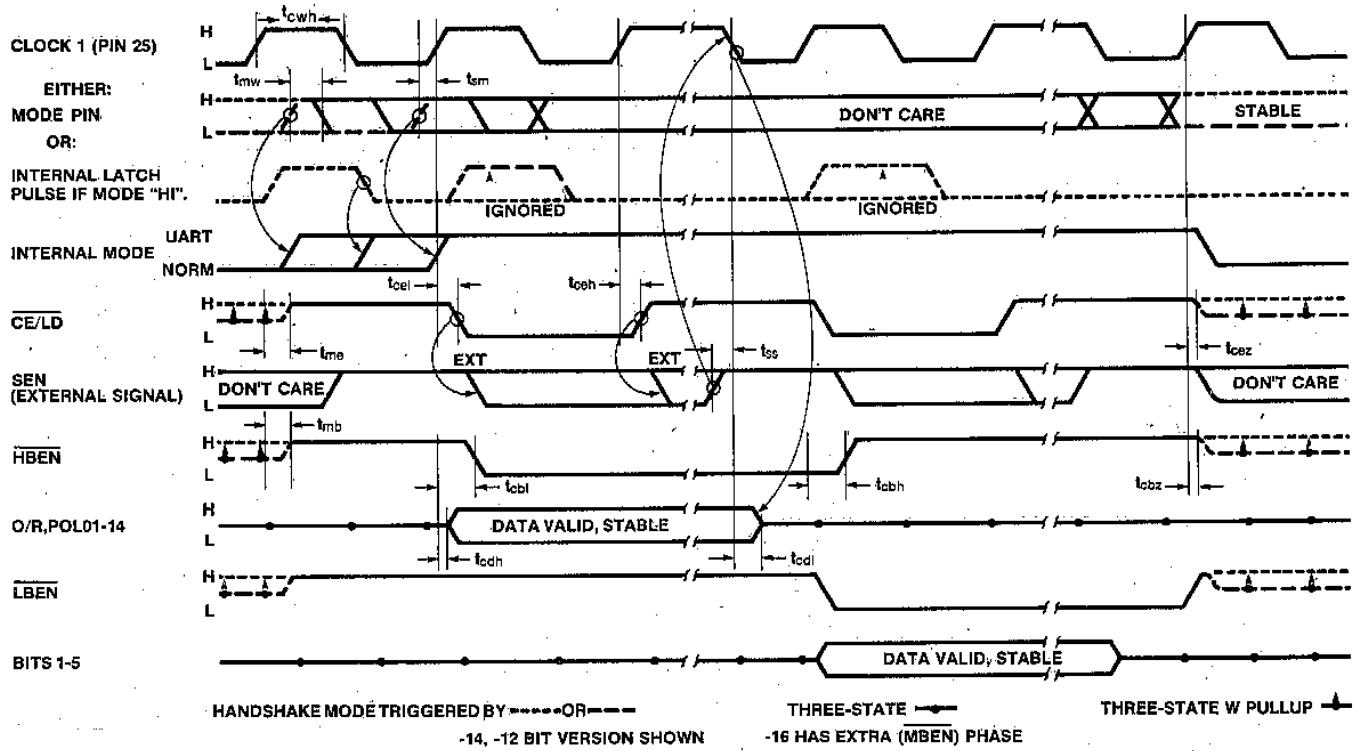 tcwh
H
CLOCK 1 (PIN 25)
L
tmw
tsm
EITHER:
H
MODE PIN
DON'T CARE
STABLE
L
OR:
INTERNAL LATCH
PULSE IF MODE "HI".
IGNORED
IGNORED
UART
INTERNAL MODE
NORM
tcel
tceh
H
CE/LD
L
tme
EXT
EXT
tss
tcez
SEN
H
DON'T CARE
DON'T CARE
(EXTERNAL SIGNAL)
L
tmb
H
HBEN
L
tcbl
tcbh
tcbz
H
O/R, POL01-14
DATA VALID, STABLE
L
tcdh
tcdl
H
LBEN
L
BITS 1-5
DATA VALID, STABLE
HANDSHAKE MODE TRIGGERED BY OR
THREE-STATE
THREE-STATE W PULLUP
-14, -12 BIT VERSION SHOWN
-16 HAS EXTRA (MBEN) PHASE